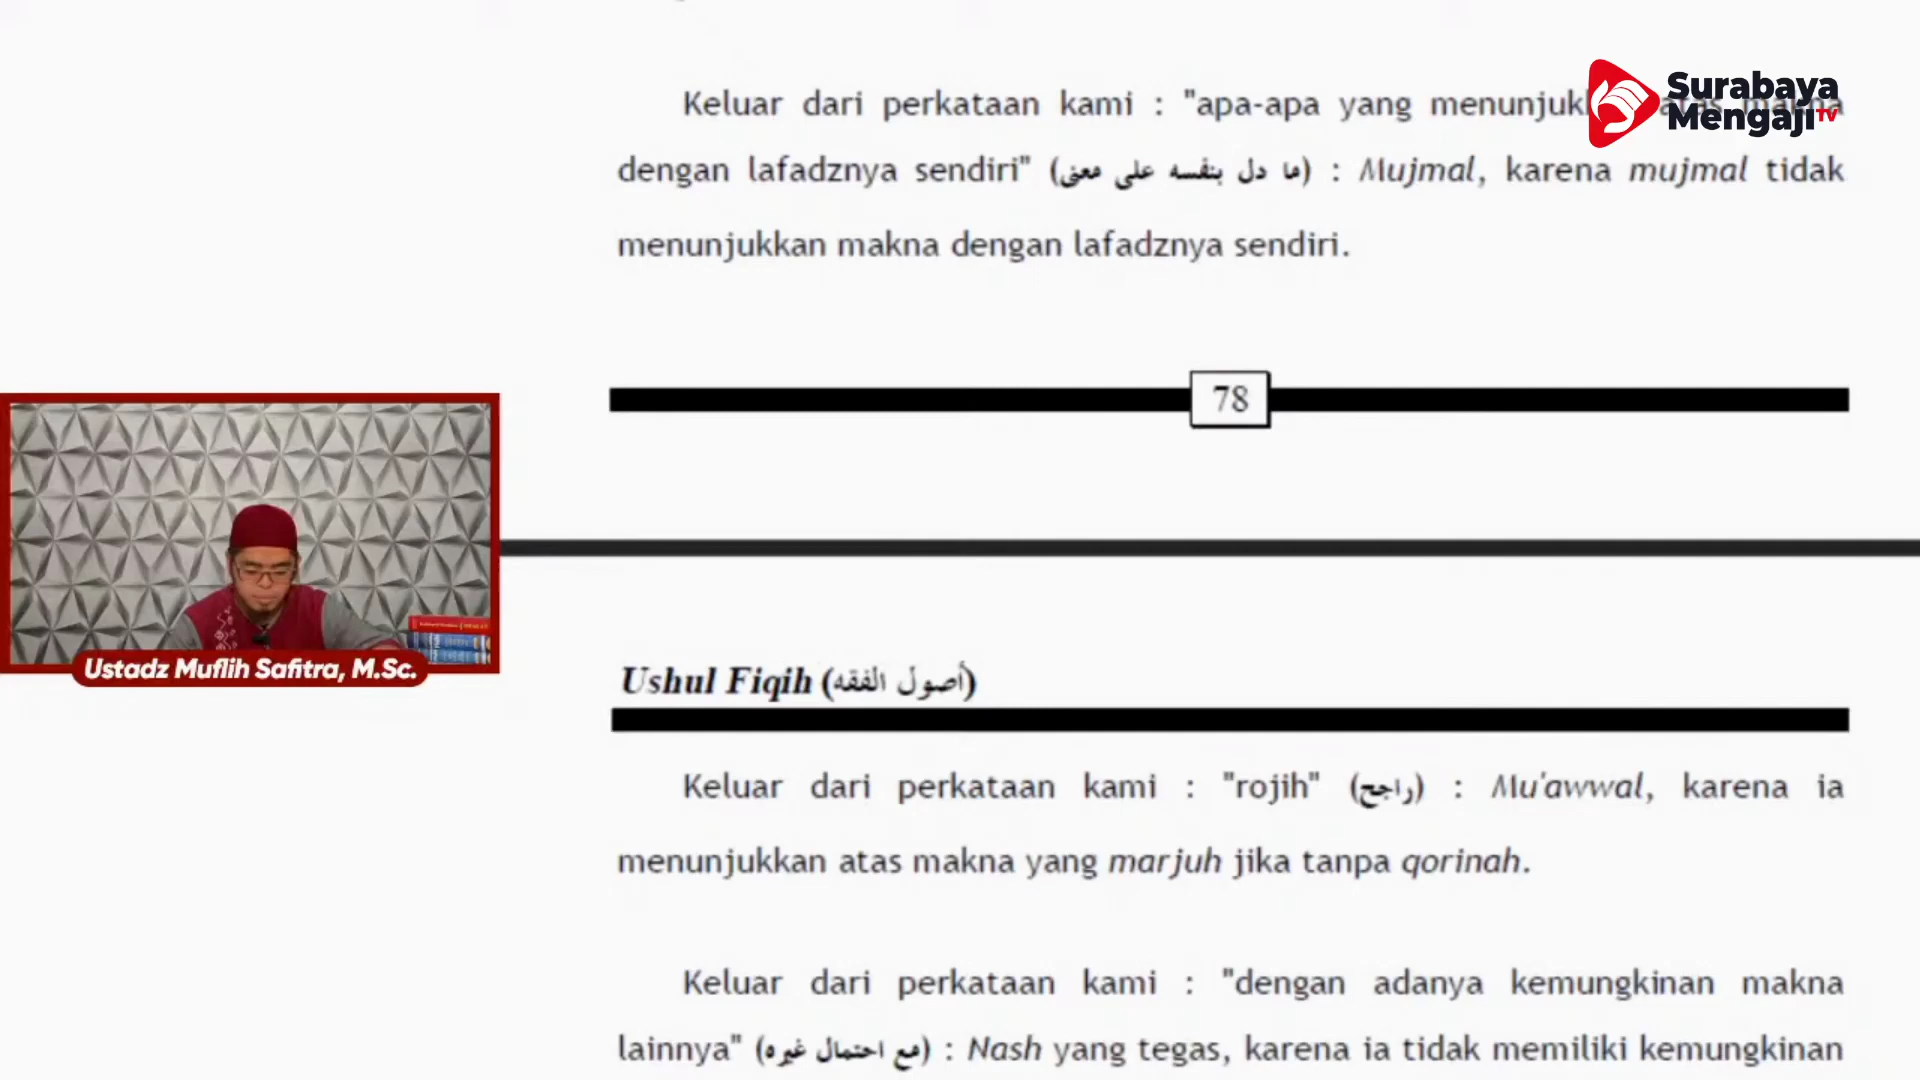 Surabaya
Mengaji TV
Keluar dari perkataan kami : "apa-apa yang menunjukkan atas makna
dengan lafadznya sendiri" (ما دل بنفسه على معنى) : Mujmal, karena mujmal tidak
menunjukkan makna dengan lafadznya sendiri.
78
Ustadz Muflih Safitra, M.Sc.
Ushul Fiqih (أصول الفقه)
Keluar dari perkataan kami : "rojih" (راجح) : Mu'awwal, karena ia
menunjukkan atas makna yang marjuh jika tanpa qorinah.
Keluar dari perkataan kami : "dengan adanya kemungkinan makna
lainnya" (مع احتمال غيره) : Nash yang tegas, karena ia tidak memiliki kemungkinan